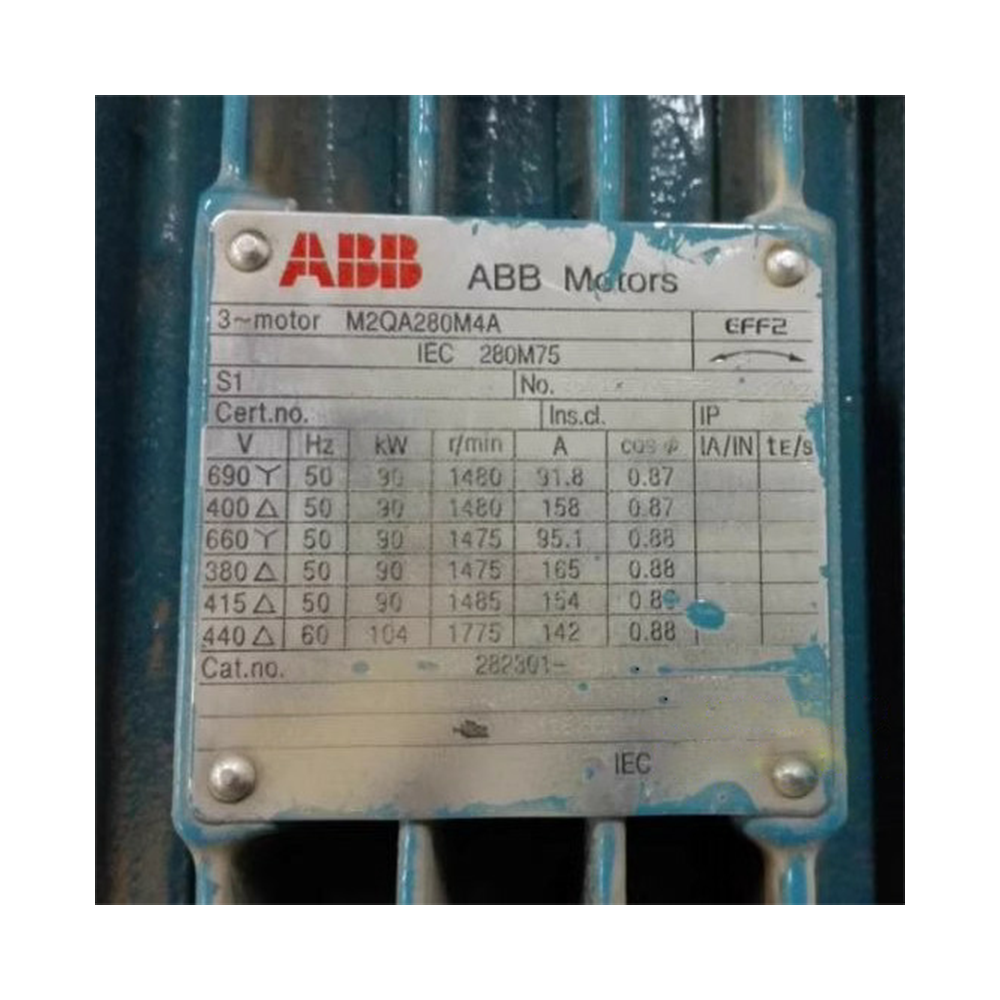 ABB ABB Motors
3~motor M2QA280M4A EFF2
IEC 280M75
S1 No.
Cert.no. Ins.cl. IP
V Hz kW r/min A cos φ IA/IN tE/s
690 Y 50 90 1480 91.8 0.87
400 △ 50 90 1480 158 0.87
660 Y 50 90 1475 95.1 0.88
380 △ 50 90 1475 165 0.88
415 △ 50 90 1485 154
440 △ 60 104 1775 142 0.88
Cat.no. 282301-
IEC